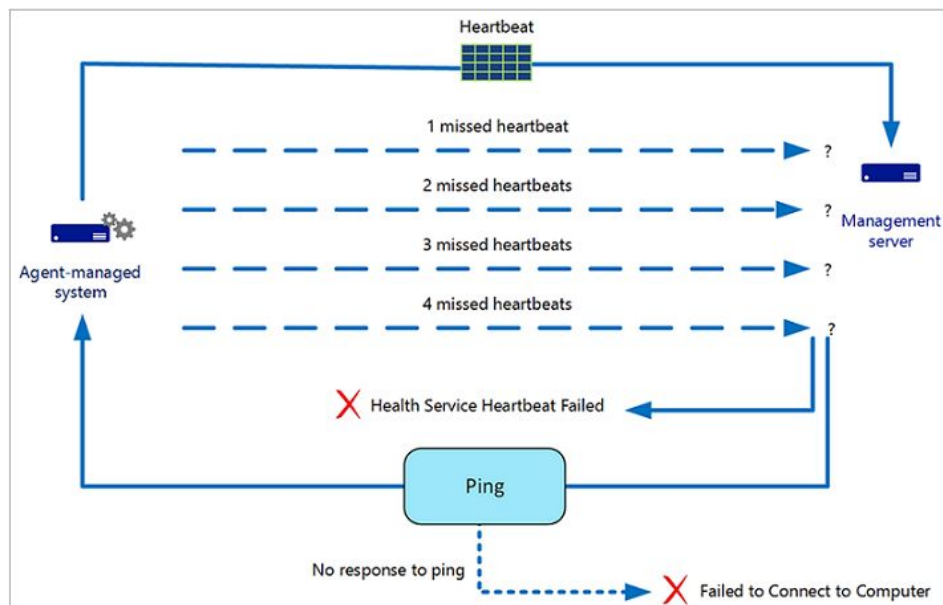 Heartbeat
1 missed heartbeat
?
2 missed heartbeats
?
Management
server
3 missed heartbeats
?
Agent-managed
system
4 missed heartbeats
?
X Health Service Heartbeat Failed
Ping
No response to ping
X Failed to Connect to Computer